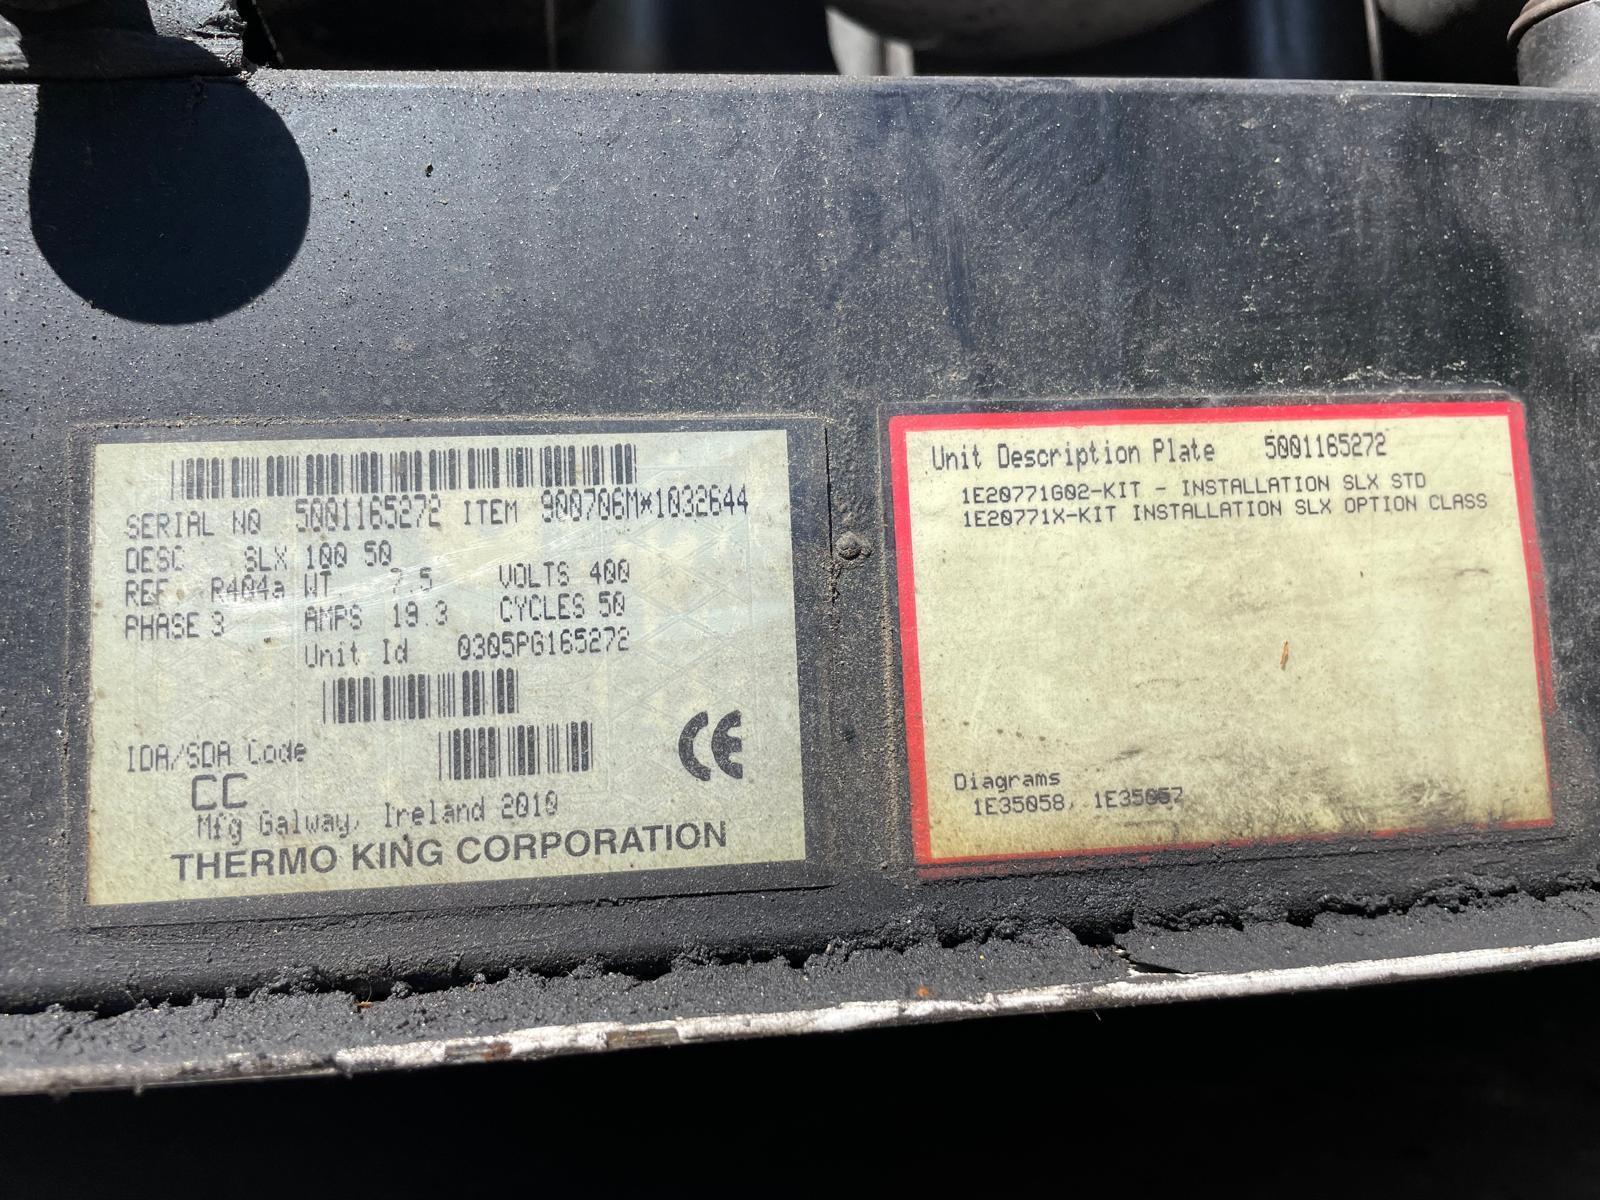 SERIAL NO 5001165272 ITEM 900706M*1032644
DESC SLX 100 50
REF. R404a WT. 7.5 VOLTS 400
PHASE 3 AMPS 19.3 CYCLES 50
Unit Id 0305PG165272
IDA/SDA Code
CC
CE
Mfg Galway, Ireland 2010
THERMO KING CORPORATION
Unit Description Plate 5001165272
1E20771G02-KIT - INSTALLATION SLX STD
1E20771X-KIT INSTALLATION SLX OPTION CLASS
Diagrams
1E35058, 1E35057